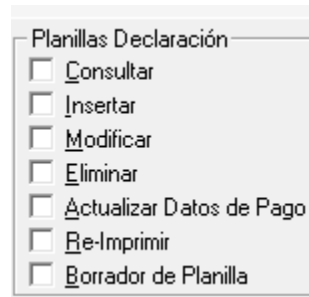 Planillas Declaración
Consultar
Insertar
Modificar
Eliminar
Actualizar Datos de Pago
Re-Imprimir
Borrador de Planilla